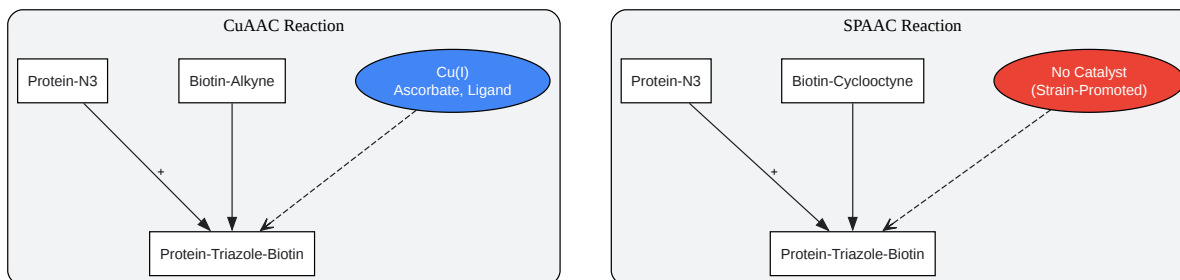 CuAAC Reaction
Protein-N3
Biotin-Alkyne
Cu(I)
Ascorbate, Ligand
+
Protein-Triazole-Biotin
SPAAC Reaction
Protein-N3
Biotin-Cyclooctyne
No Catalyst
(Strain-Promoted)
+
Protein-Triazole-Biotin